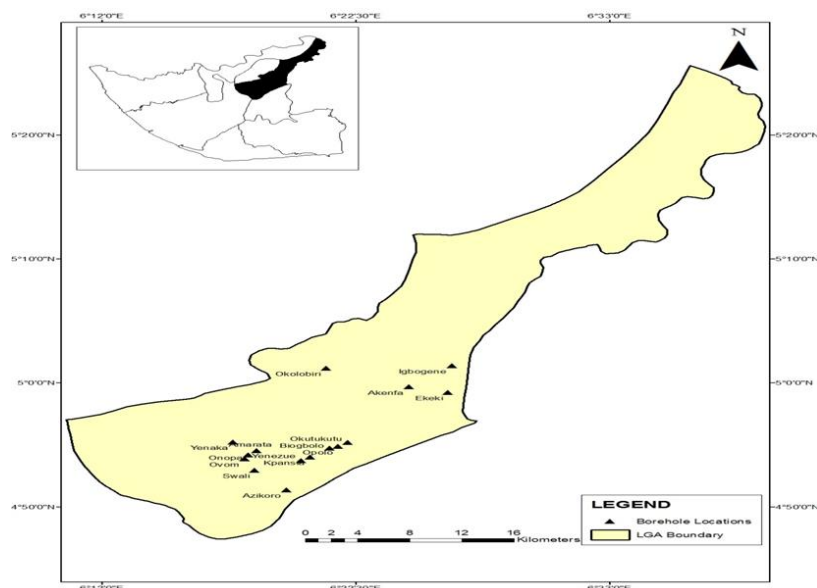 6°12'0"E 6°22'30"E 6°33'0"E
N
5°20'0"N 5°20'0"N
5°10'0"N 5°10'0"N
Okolobiri
Igbogene
5°0'0"N 5°0'0"N
Akenfa
Ekeki
Okutukutu
Yenaka
Biogbolo
Onopa Yenezue Opolo
Ovom
Swali
Azikoro
4°50'0"N 4°50'0"N
LEGEND
Borehole Locations
LGA Boundary
0 2 4 8 12 16
Kilometers